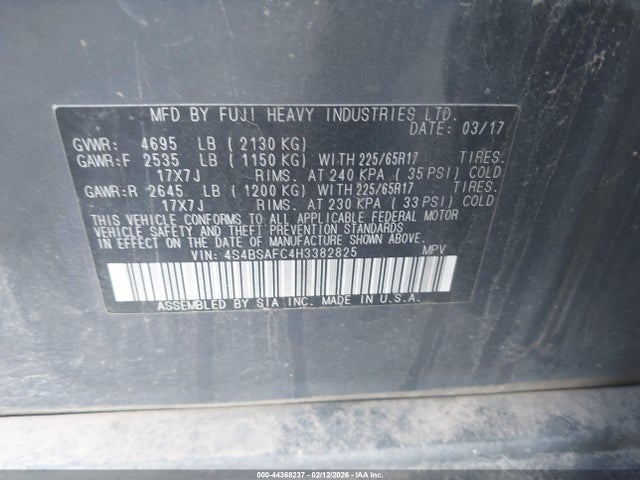 MFD BY FUJI HEAVY INDUSTRIES LTD.
DATE: 03/17
GVWR: 4695 LB (2130 KG)
GAWR:F 2535 LB (1150 KG) WITH 225/65R17 TIRES.
17X7J RIMS. AT 240 KPA (35 PSI) COLD
GAWR:R 2645 LB (1200 KG) WITH 225/65R17 TIRES.
17X7J RIMS. AT 230 KPA (33 PSI) COLD
THIS VEHICLE CONFORMS TO ALL APPLICABLE FEDERAL MOTOR
VEHICLE SAFETY AND THEFT PREVENTION STANDARDS
IN EFFECT ON THE DATE OF MANUFACTURE SHOWN ABOVE.
VIN: 4S4BSAFC4H3382825 MPV
ASSEMBLED BY SIA INC. MADE IN U.S.A.
000-44368237 - 02/12/2026 - IAA Inc.